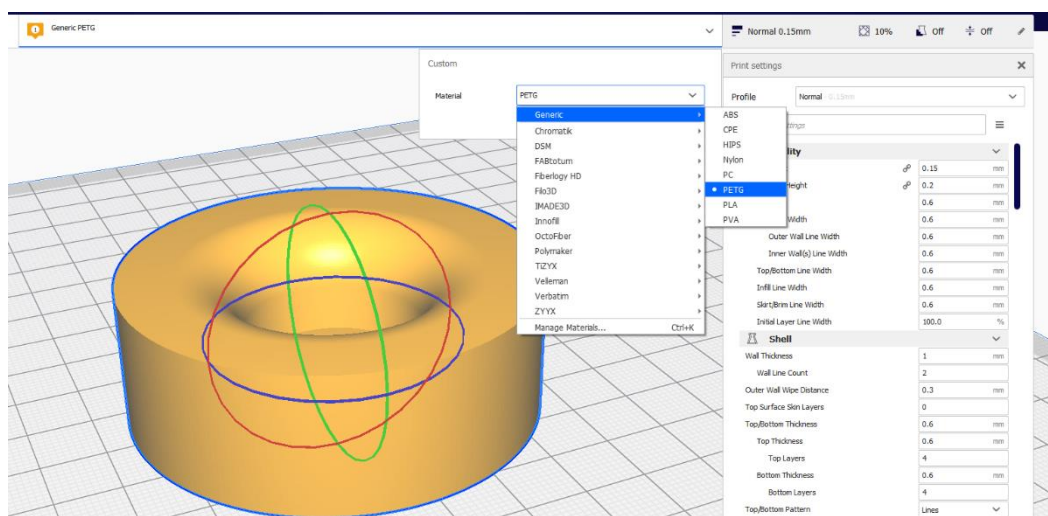 Generic PETG
Normal 0.15mm
10%
Off
Off
Custom
Material
PETG
Generic
Chromatik
DSM
FABtotum
Fiberlogy HD
Filo3D
IMADE3D
Innofill
OctoFiber
Polymaker
TiZYX
Velleman
Verbatim
ZYYX
Manage Materials...
Ctrl+K
ABS
CPE
HIPS
Nylon
PC
PETG
PLA
PVA
Print settings
Profile
Normal - 0.15mm
ttings
lity
0.15 mm
Height 0.2 mm
0.6 mm
Width 0.6 mm
Outer Wall Line Width 0.6 mm
Inner Wall(s) Line Width 0.6 mm
Top/Bottom Line Width 0.6 mm
Infill Line Width 0.6 mm
Skirt/Brim Line Width 0.6 mm
Initial Layer Line Width 100.0 %
Shell
Wall Thickness 1 mm
Wall Line Count 2
Outer Wall Wipe Distance 0.3 mm
Top Surface Skin Layers 0
Top/Bottom Thickness 0.6 mm
Top Thickness 0.6 mm
Top Layers 4
Bottom Thickness 0.6 mm
Bottom Layers 4
Top/Bottom Pattern Lines